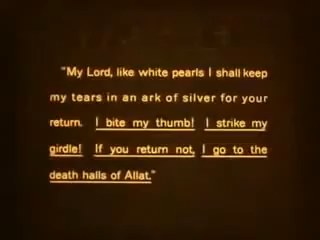 "My Lord, like white pearls I shall keep
my tears in an ark of silver for your
return. I bite my thumb! I strike my
girdle! If you return not, I go to the
death halls of Allat."